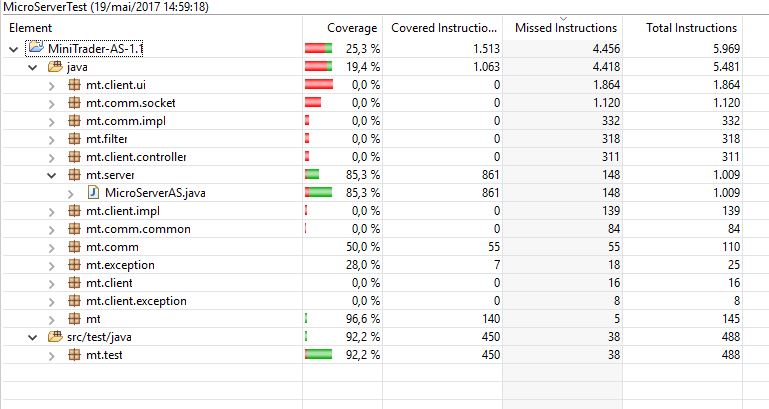 MicroServerTest (19/mai/2017 14:59:18)
Element Coverage Covered Instructio... Missed Instructions Total Instructions
MiniTrader-AS-1.1 25,3 % 1.513 4.456 5.969
java 19,4 % 1.063 4.418 5.481
mt.client.ui 0,0 % 0 1.864 1.864
mt.comm.socket 0,0 % 0 1.120 1.120
mt.comm.impl 0,0 % 0 332 332
mt.filter 0,0 % 0 318 318
mt.client.controller 0,0 % 0 311 311
mt.server 85,3 % 861 148 1.009
MicroServerAS.java 85,3 % 861 148 1.009
mt.client.impl 0,0 % 0 139 139
mt.comm.common 0,0 % 0 84 84
mt.comm 50,0 % 55 55 110
mt.exception 28,0 % 7 18 25
mt.client 0,0 % 0 16 16
mt.client.exception 0,0 % 0 8 8
mt 96,6 % 140 5 145
src/test/java 92,2 % 450 38 488
mt.test 92,2 % 450 38 488